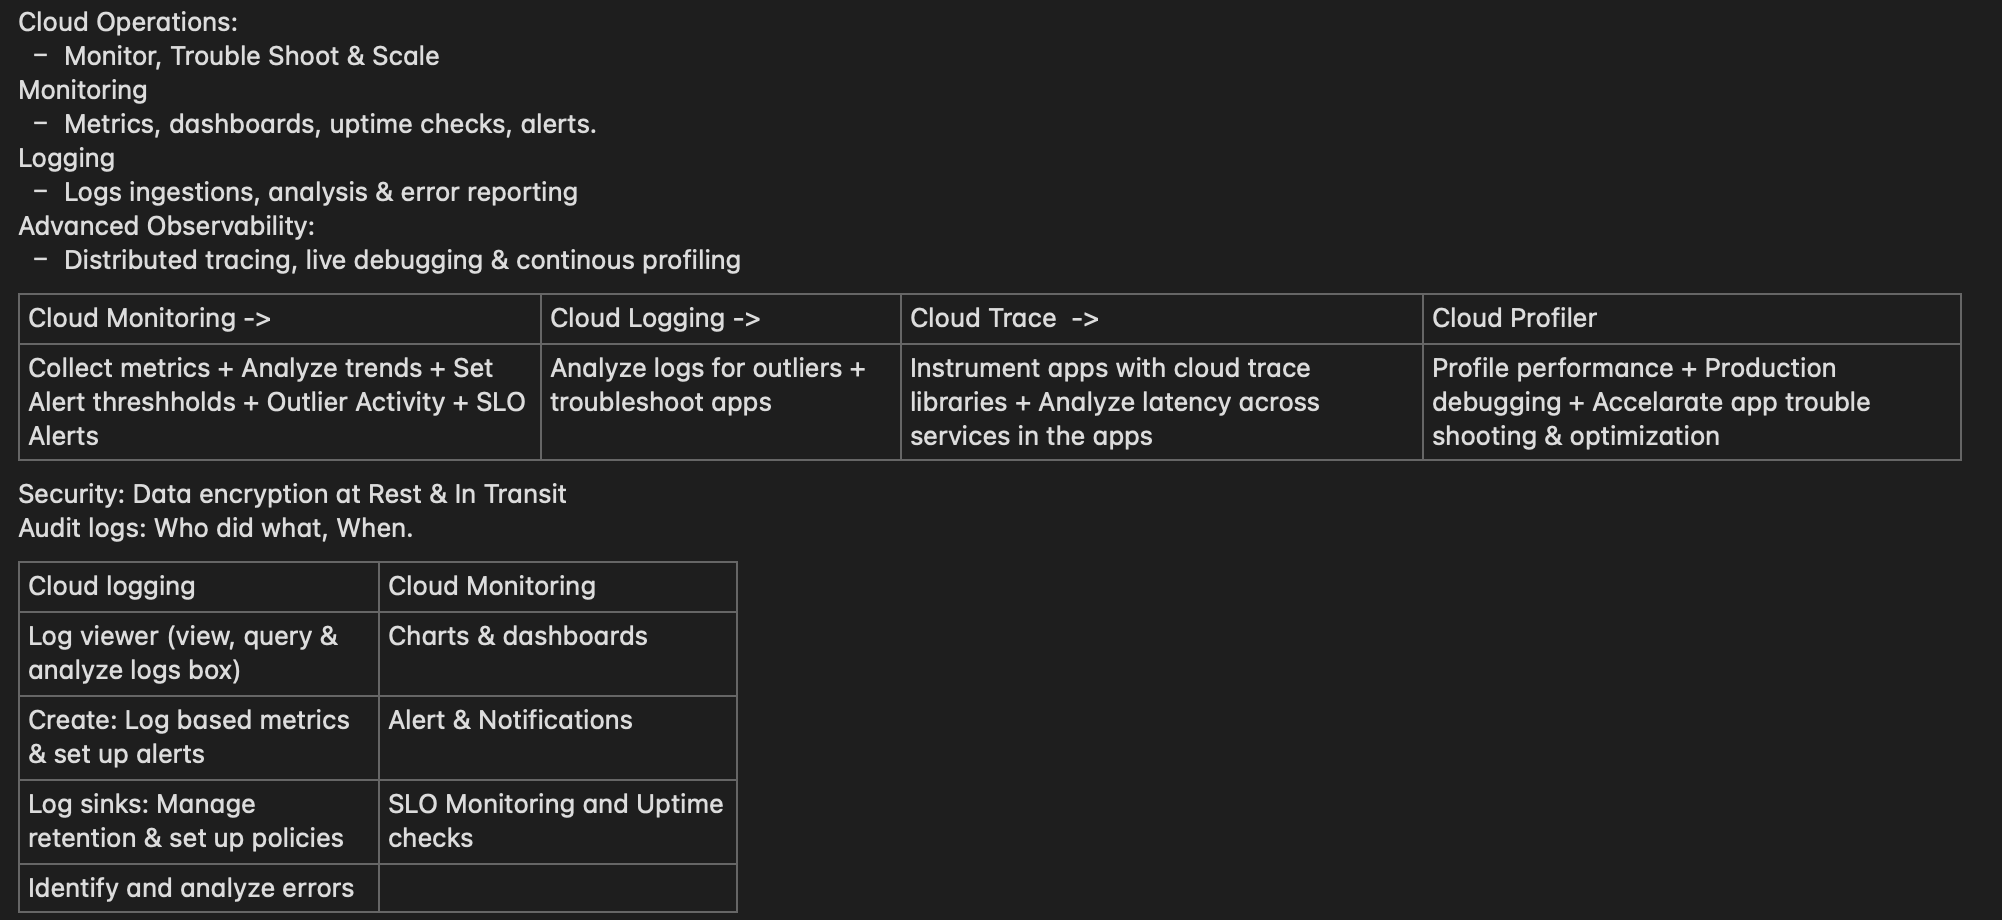 Cloud Operations:
– Monitor, Trouble Shoot & Scale
Monitoring
– Metrics, dashboards, uptime checks, alerts.
Logging
– Logs ingestions, analysis & error reporting
Advanced Observability:
– Distributed tracing, live debugging & continous profiling
Cloud Monitoring ->
Cloud Logging ->
Cloud Trace  ->
Cloud Profiler
Collect metrics + Analyze trends + Set
Alert threshholds + Outlier Activity + SLO
Alerts
Analyze logs for outliers +
troubleshoot apps
Instrument apps with cloud trace
libraries + Analyze latency across
services in the apps
Profile performance + Production
debugging + Accelarate app trouble
shooting & optimization
Security: Data encryption at Rest & In Transit
Audit logs: Who did what, When.
Cloud logging
Cloud Monitoring
Log viewer (view, query &
analyze logs box)
Charts & dashboards
Create: Log based metrics
& set up alerts
Alert & Notifications
Log sinks: Manage
retention & set up policies
SLO Monitoring and Uptime
checks
Identify and analyze errors